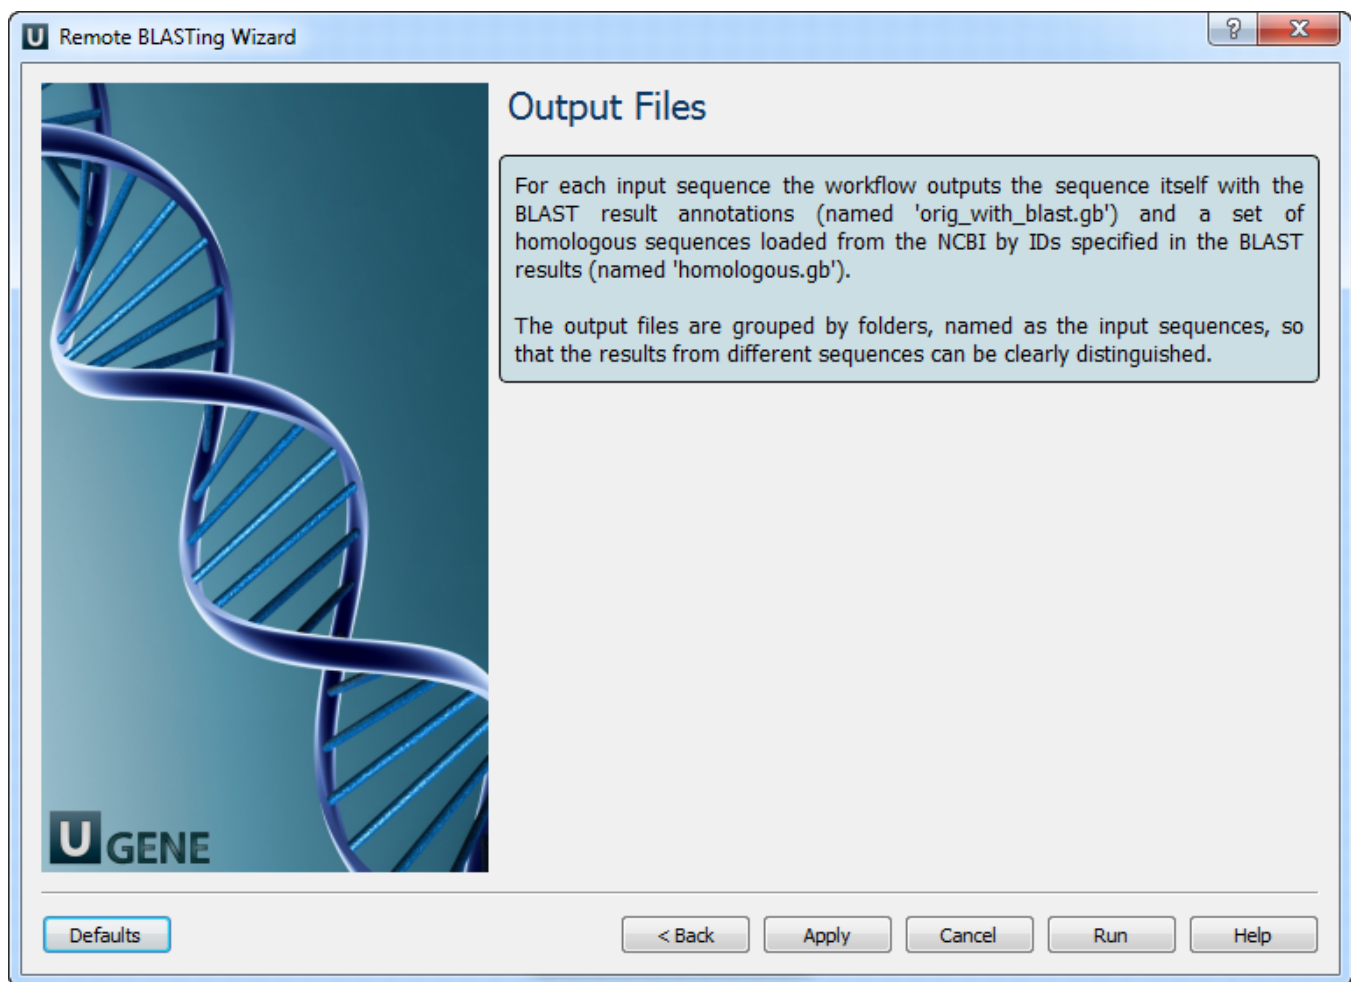 U Remote BLASTing Wizard
?
Output Files
For each input sequence the workflow outputs the sequence itself with the
BLAST result annotations (named 'orig_with_blast.gb') and a set of
homologous sequences loaded from the NCBI by IDs specified in the BLAST
results (named 'homologous.gb').
The output files are grouped by folders, named as the input sequences, so
that the results from different sequences can be clearly distinguished.
U GENE
Defaults
< Back
Apply
Cancel
Run
Help